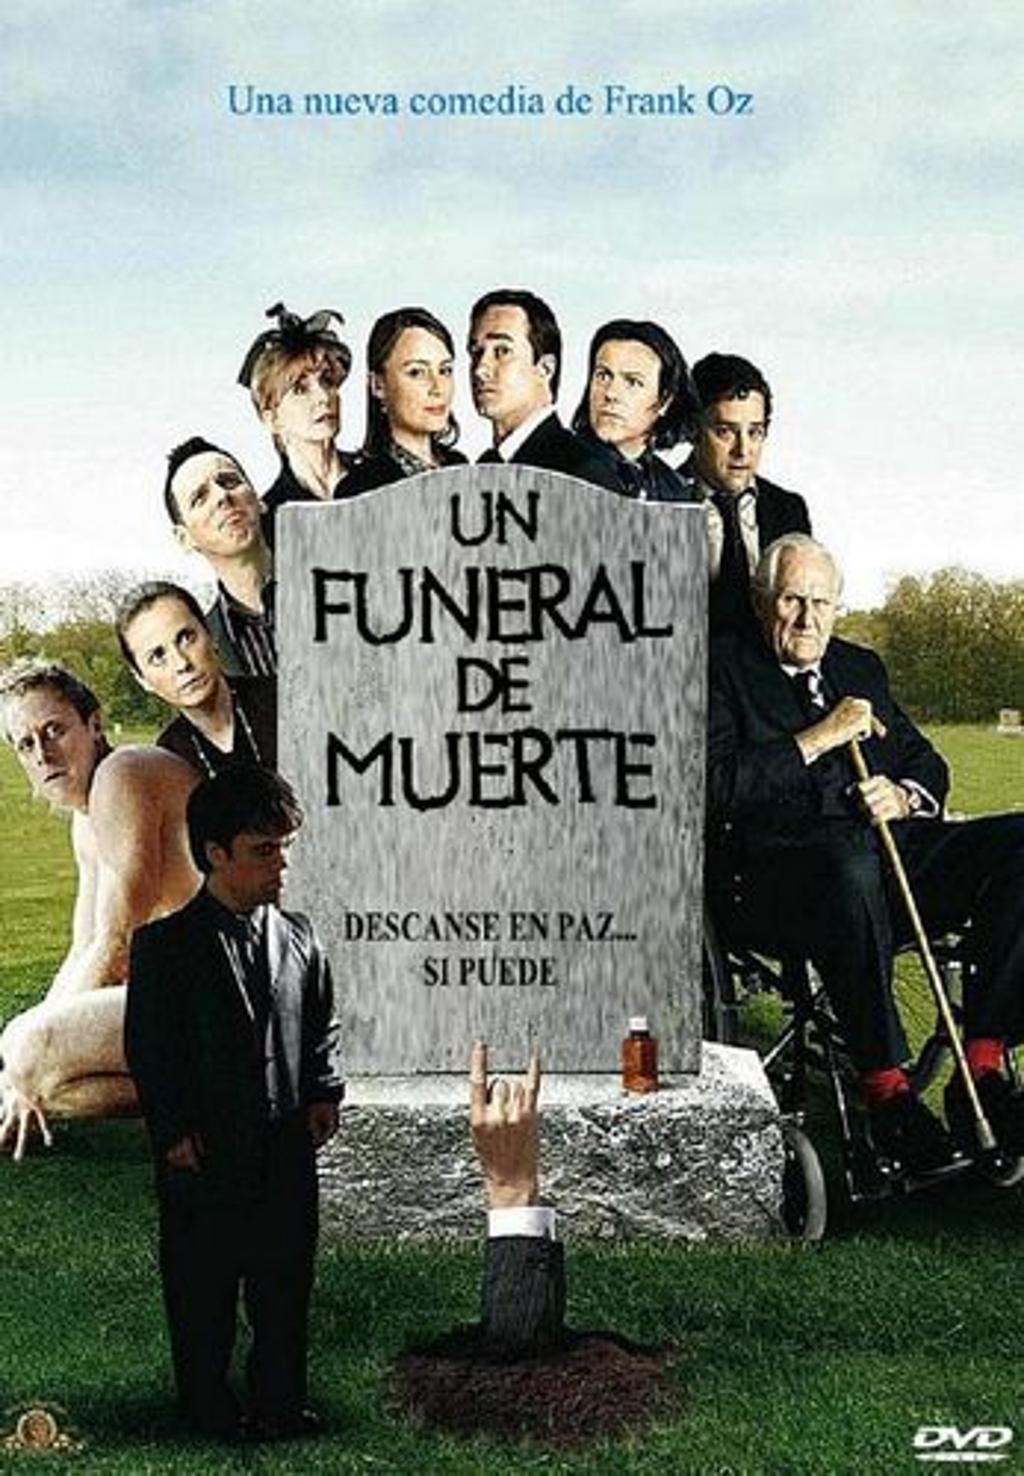 Una nueva comedia de Frank Oz
UN
FUNERAL
DE
MUERTE
DESCANSE EN PAZ...
SI PUEDE
DVD